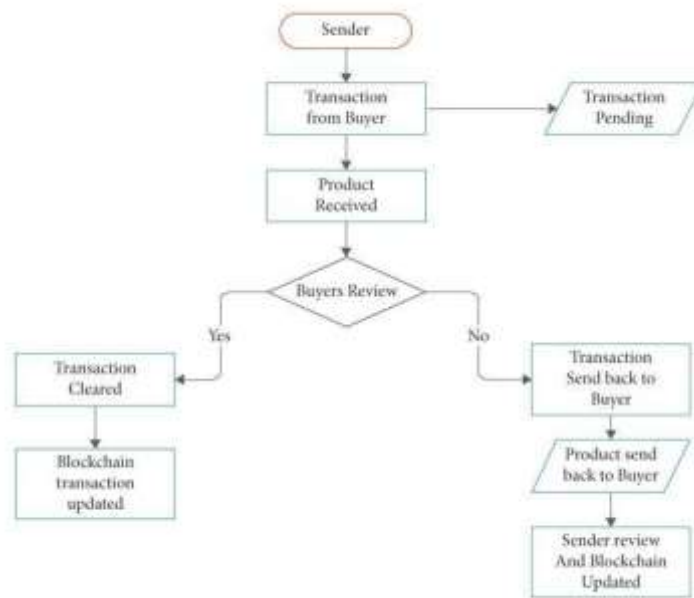 Sender
Transaction
from Buyer
Transaction
Pending
Product
Received
Buyers Review
Yes
No
Transaction
Cleared
Transaction
Send back to
Buyer
Blockchain
transaction
updated
Product send
back to Buyer
Sender review
And Blockchain
Updated